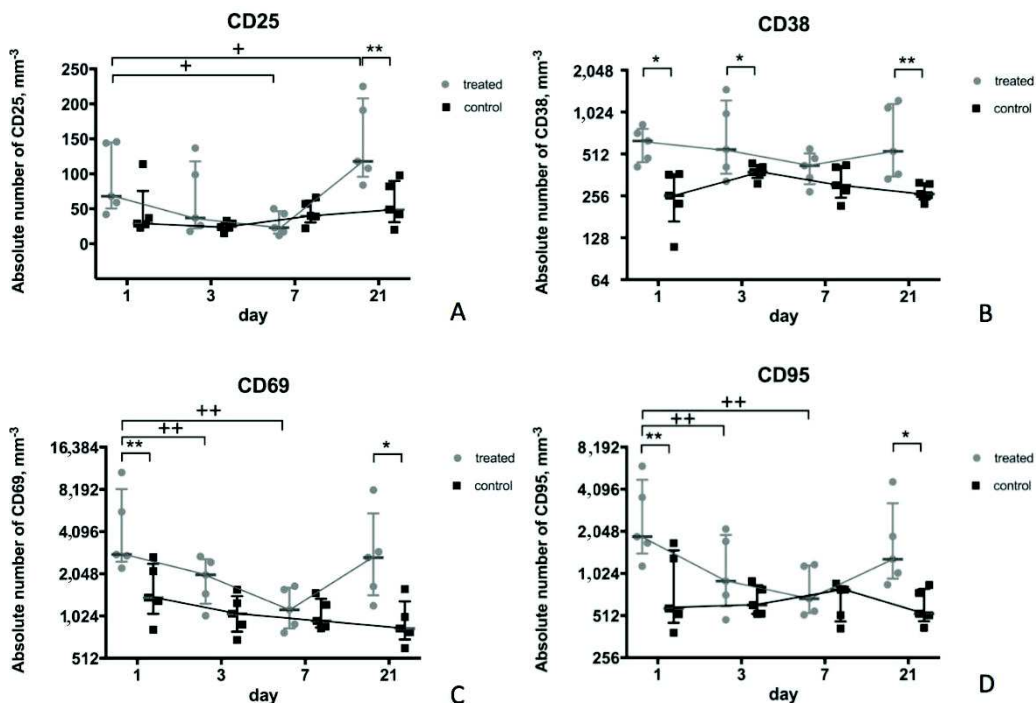 CD25
Absolute number of CD25, mm-3
250
200
150
100
50
0
+
+
**
treated
control
1 3 7 21
day
A
CD38
Absolute number of CD38, mm-3
2,048
1,024
512
256
128
64
* * **
treated
control
1 3 7 21
day
B
CD69
Absolute number of CD69, mm-3
16,384
8,192
4,096
2,048
1,024
512
++
++
** *
treated
control
1 3 7 21
day
C
CD95
Absolute number of CD95, mm-3
8,192
4,096
2,048
1,024
512
256
++
++
** *
treated
control
1 3 7 21
day
D